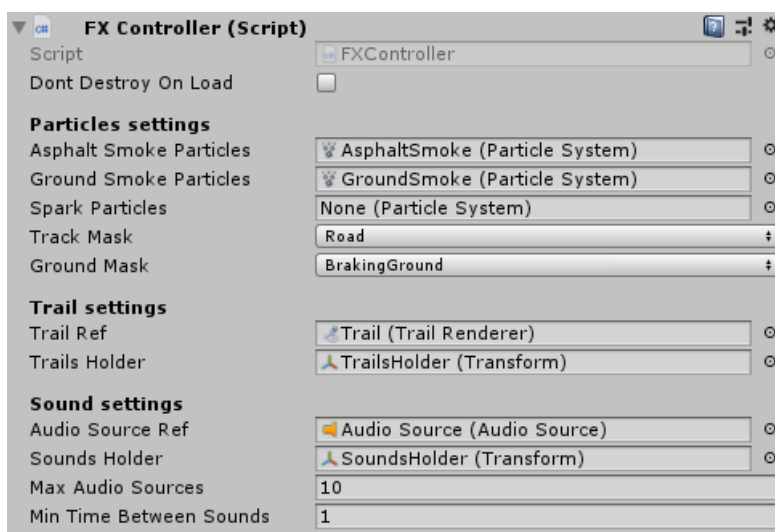 C# FX Controller (Script)
Script FXController
Dont Destroy On Load
Particles settings
Asphalt Smoke Particles AsphaltSmoke (Particle System)
Ground Smoke Particles GroundSmoke (Particle System)
Spark Particles None (Particle System)
Track Mask Road
Ground Mask BrakingGround
Trail settings
Trail Ref Trail (Trail Renderer)
Trails Holder TrailsHolder (Transform)
Sound settings
Audio Source Ref Audio Source (Audio Source)
Sounds Holder SoundsHolder (Transform)
Max Audio Sources 10
Min Time Between Sounds 1